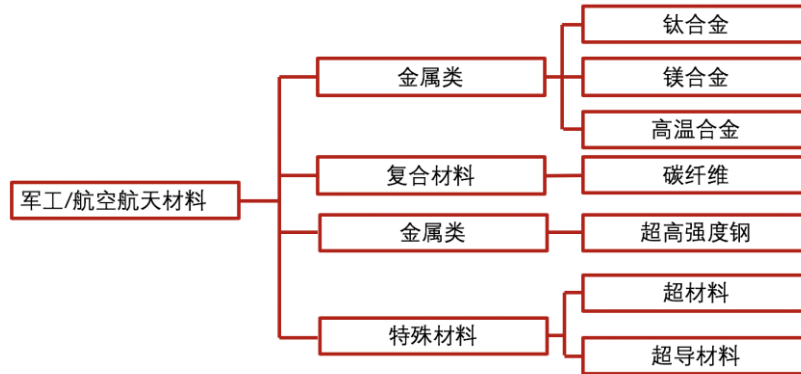 军工/航空航天材料
金属类
钛合金
镁合金
高温合金
复合材料
碳纤维
金属类
超高强度钢
特殊材料
超材料
超导材料